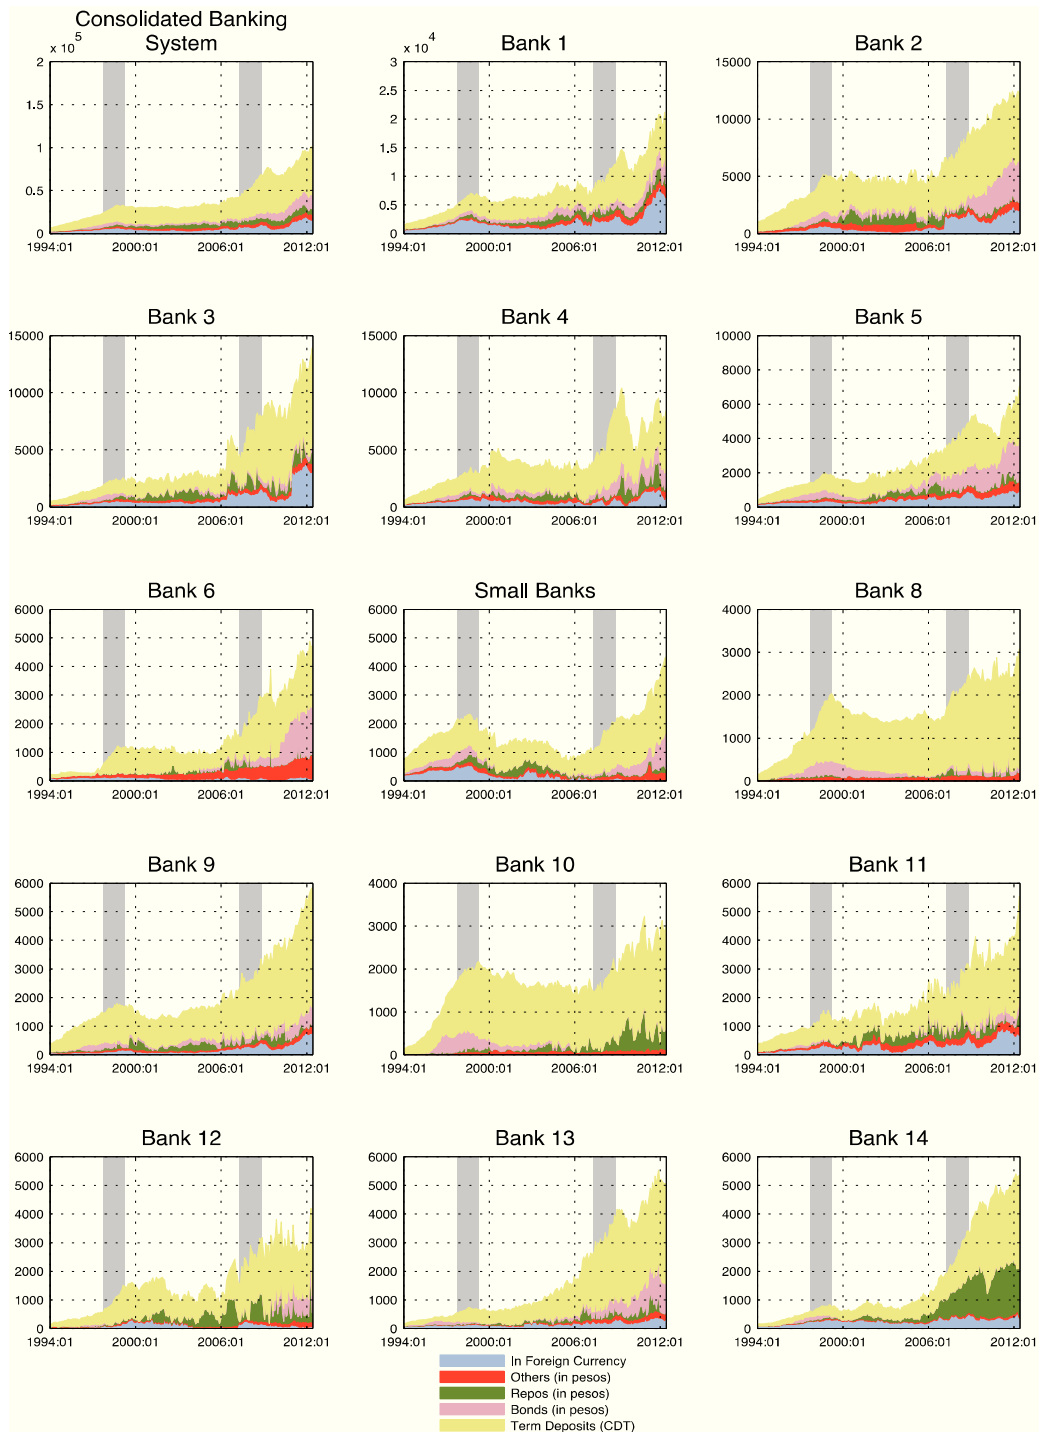 Consolidated Banking
System
x 10^5
2
1.5
1
0.5
0
1994:01 2000:01 2006:01 2012:01
Bank 1
x 10^4
3
2.5
2
1.5
1
0.5
0
1994:01 2000:01 2006:01 2012:01
Bank 2
15000
10000
5000
0
1994:01 2000:01 2006:01 2012:01
Bank 3
15000
10000
5000
0
1994:01 2000:01 2006:01 2012:01
Bank 4
15000
10000
5000
0
1994:01 2000:01 2006:01 2012:01
Bank 5
10000
8000
6000
4000
2000
0
1994:01 2000:01 2006:01 2012:01
Bank 6
6000
5000
4000
3000
2000
1000
0
1994:01 2000:01 2006:01 2012:01
Small Banks
6000
5000
4000
3000
2000
1000
0
1994:01 2000:01 2006:01 2012:01
Bank 8
4000
3000
2000
1000
0
1994:01 2000:01 2006:01 2012:01
Bank 9
6000
5000
4000
3000
2000
1000
0
1994:01 2000:01 2006:01 2012:01
Bank 10
4000
3000
2000
1000
0
1994:01 2000:01 2006:01 2012:01
Bank 11
6000
5000
4000
3000
2000
1000
0
1994:01 2000:01 2006:01 2012:01
Bank 12
6000
5000
4000
3000
2000
1000
0
1994:01 2000:01 2006:01 2012:01
Bank 13
6000
5000
4000
3000
2000
1000
0
1994:01 2000:01 2006:01 2012:01
Bank 14
6000
5000
4000
3000
2000
1000
0
1994:01 2000:01 2006:01 2012:01
In Foreign Currency
Others (in pesos)
Repos (in pesos)
Bonds (in pesos)
Term Deposits (CDT)